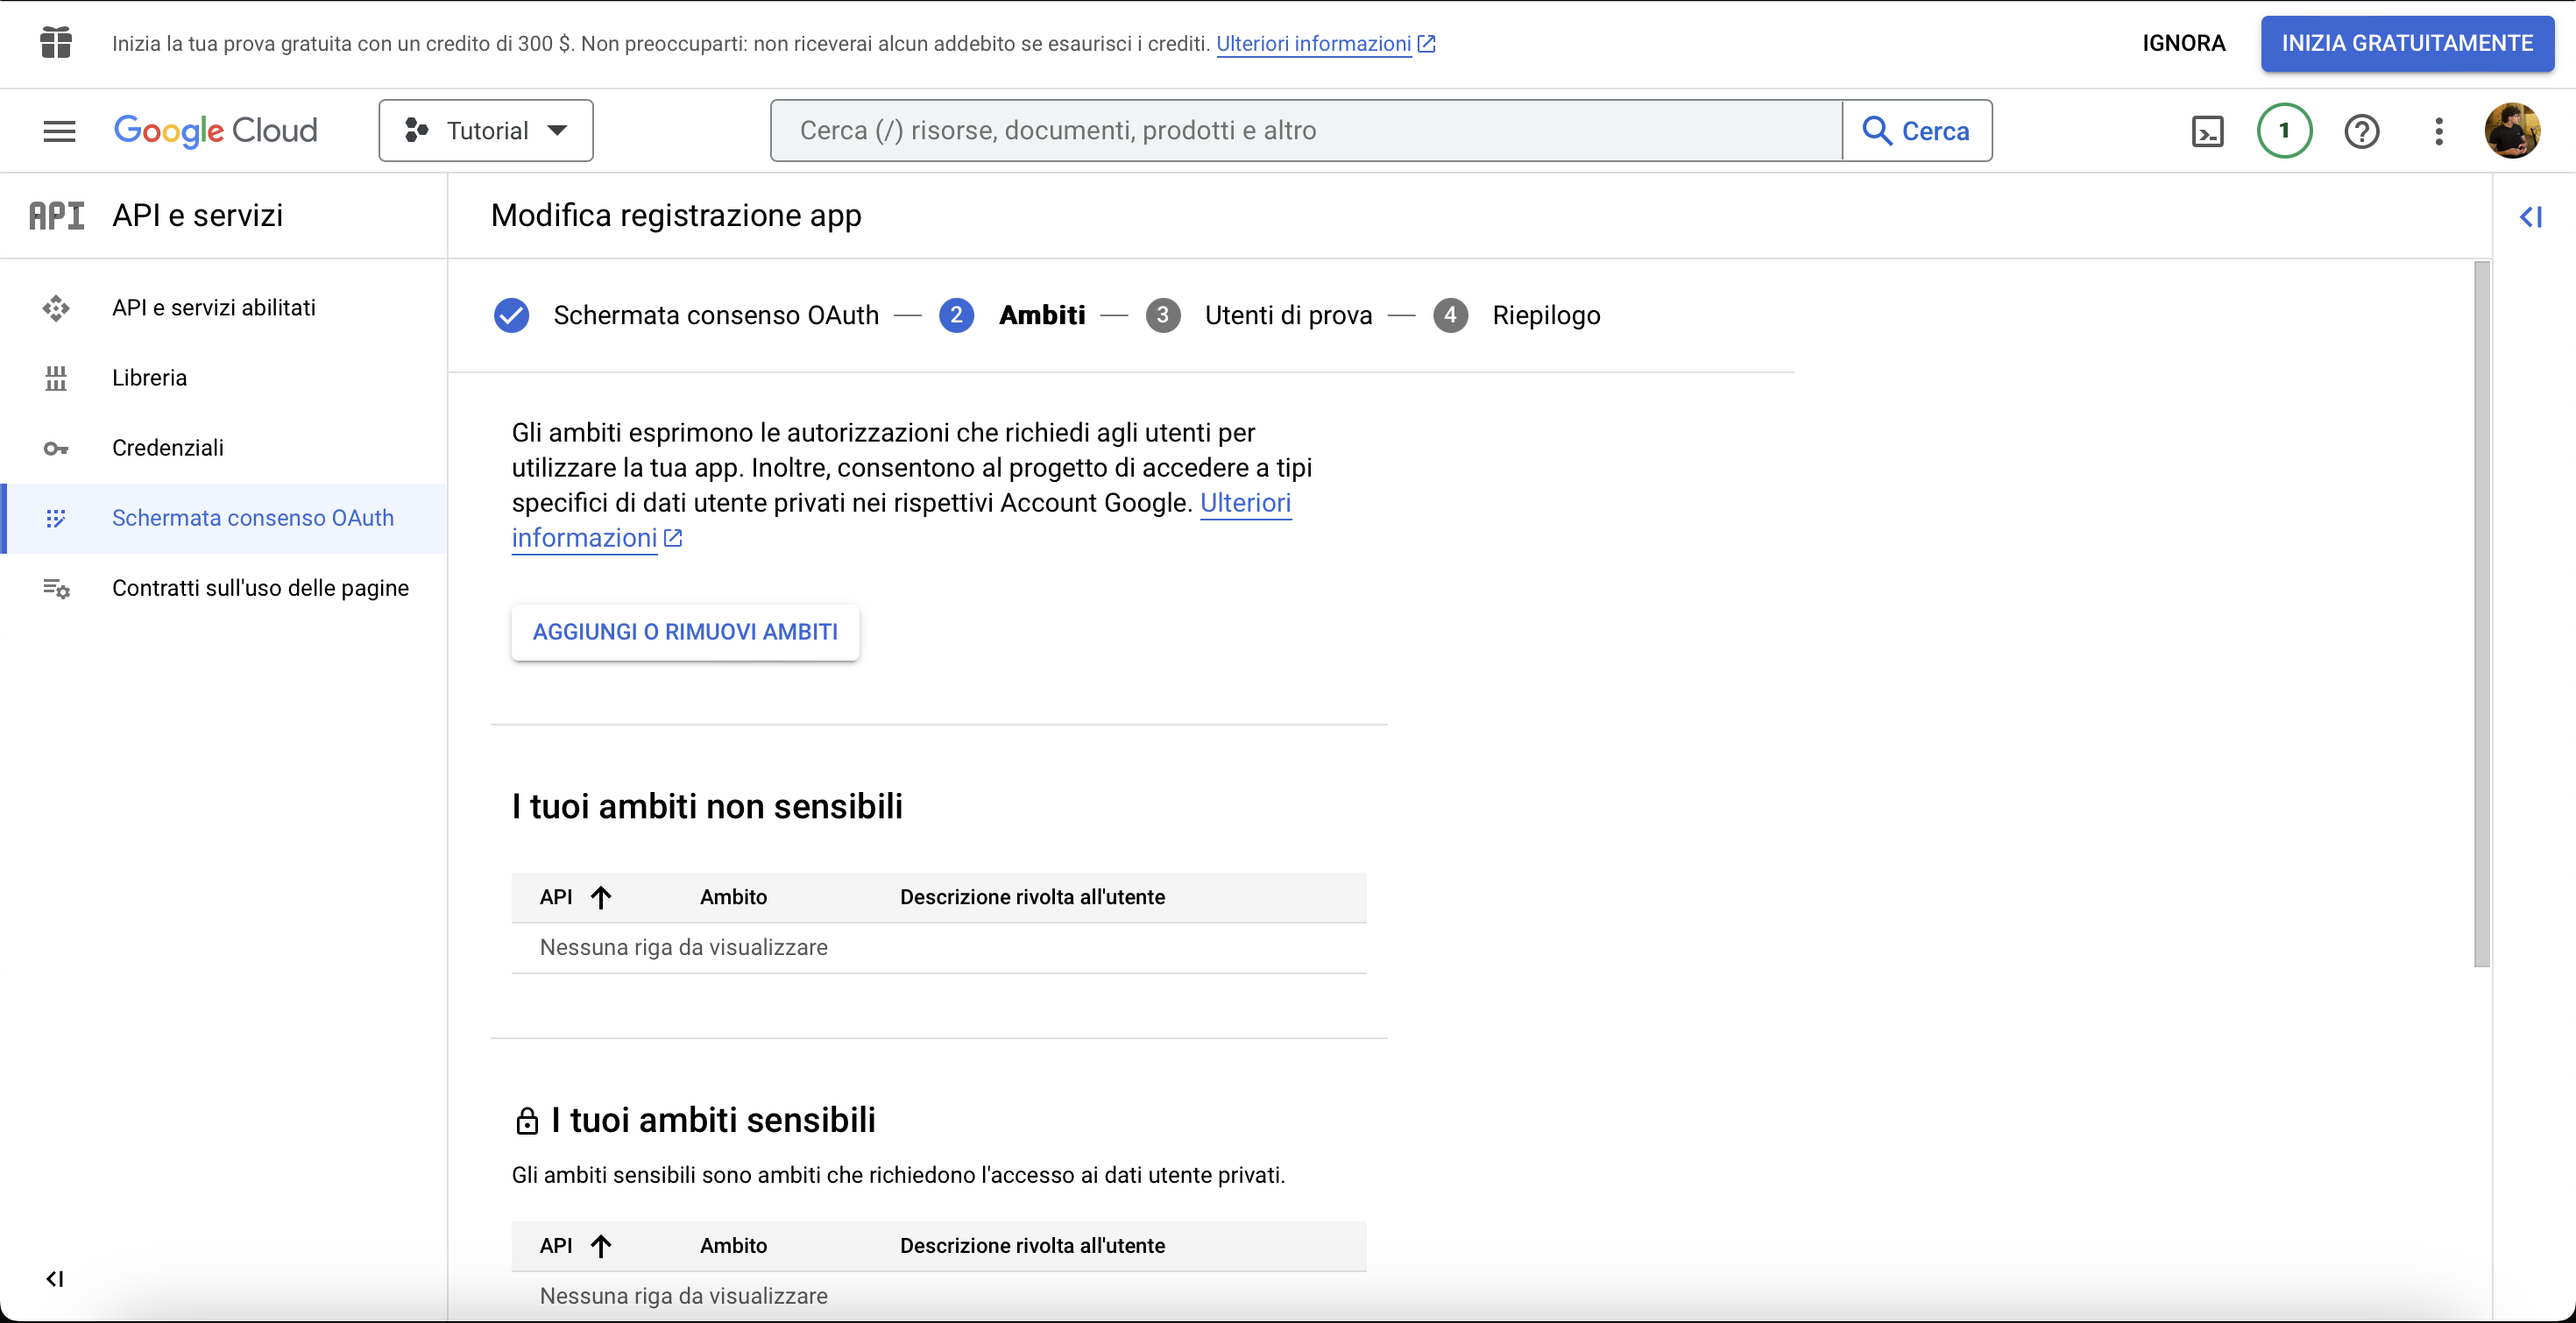 Inizia la tua prova gratuita con un credito di 300 $. Non preoccuparti: non riceverai alcun addebito se esaurisci i crediti. Ulteriori informazioni
IGNORA
INIZIA GRATUITAMENTE
Google Cloud
Tutorial
Cerca (/) risorse, documenti, prodotti e altro
Cerca
1
API
API e servizi
API e servizi abilitati
Libreria
Credenziali
Schermata consenso OAuth
Contratti sull'uso delle pagine
Modifica registrazione app
Schermata consenso OAuth
2 Ambiti
3 Utenti di prova
4 Riepilogo
Gli ambiti esprimono le autorizzazioni che richiedi agli utenti per
utilizzare la tua app. Inoltre, consentono al progetto di accedere a tipi
specifici di dati utente privati nei rispettivi Account Google. Ulteriori
informazioni
AGGIUNGI O RIMUOVI AMBITI
I tuoi ambiti non sensibili
API Ambito Descrizione rivolta all'utente
Nessuna riga da visualizzare
I tuoi ambiti sensibili
Gli ambiti sensibili sono ambiti che richiedono l'accesso ai dati utente privati.
API Ambito Descrizione rivolta all'utente
Nessuna riga da visualizzare